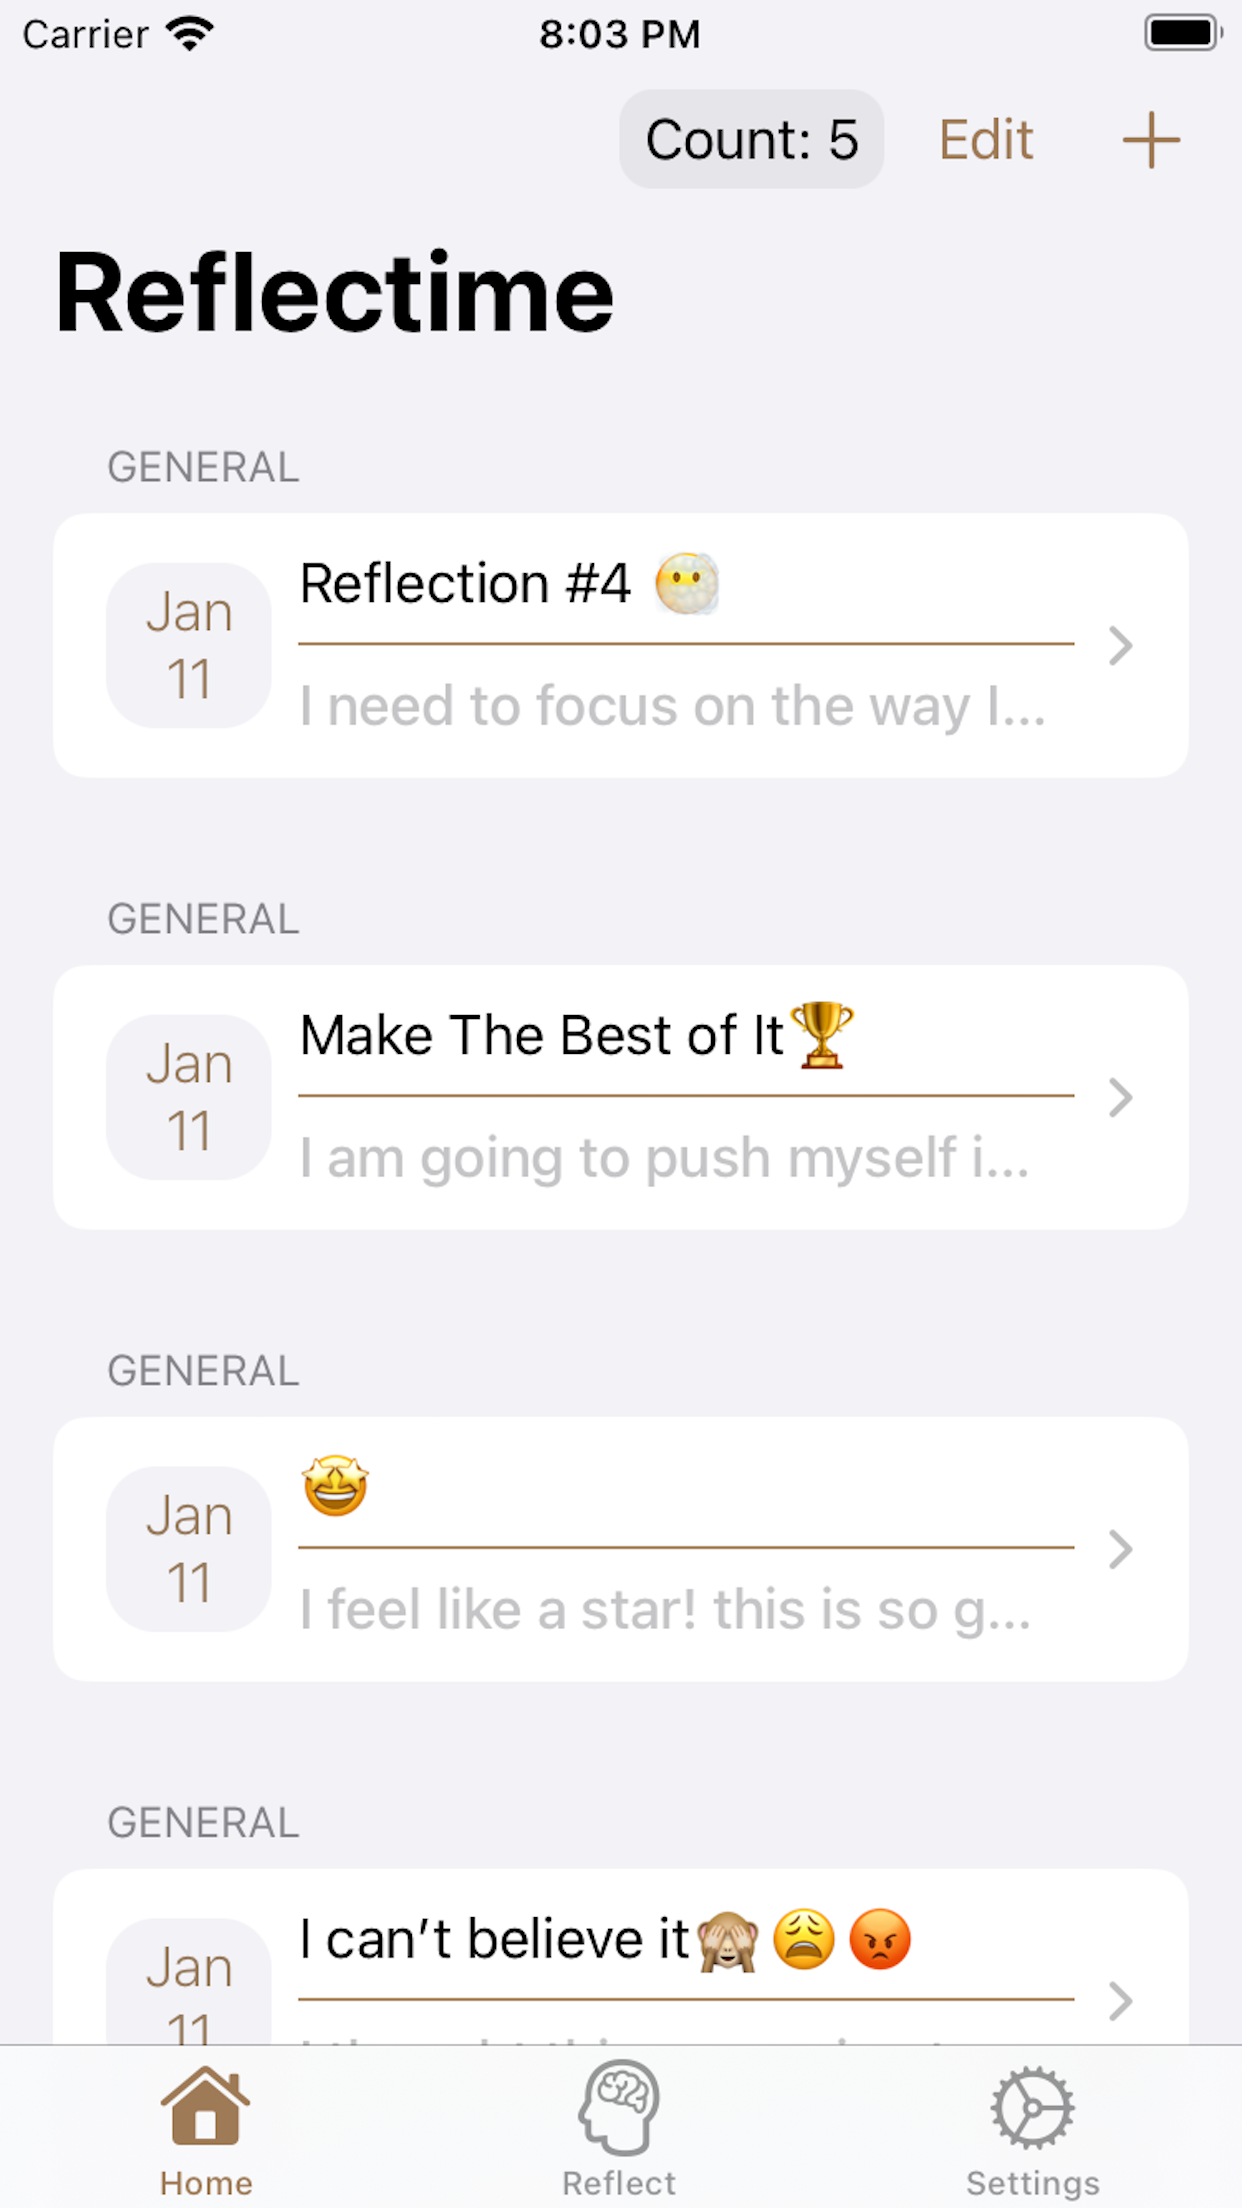 Carrier 8:03 PM
Count: 5 Edit
Reflectime
GENERAL
Jan
11
Reflection #4 😶‍🌫️
I need to focus on the way I...
GENERAL
Jan
11
Make The Best of It🏆
I am going to push myself i...
GENERAL
Jan
11
🤩
I feel like a star! this is so g...
GENERAL
Jan
11
I can't believe it🙈😩😡
Home Reflect Settings